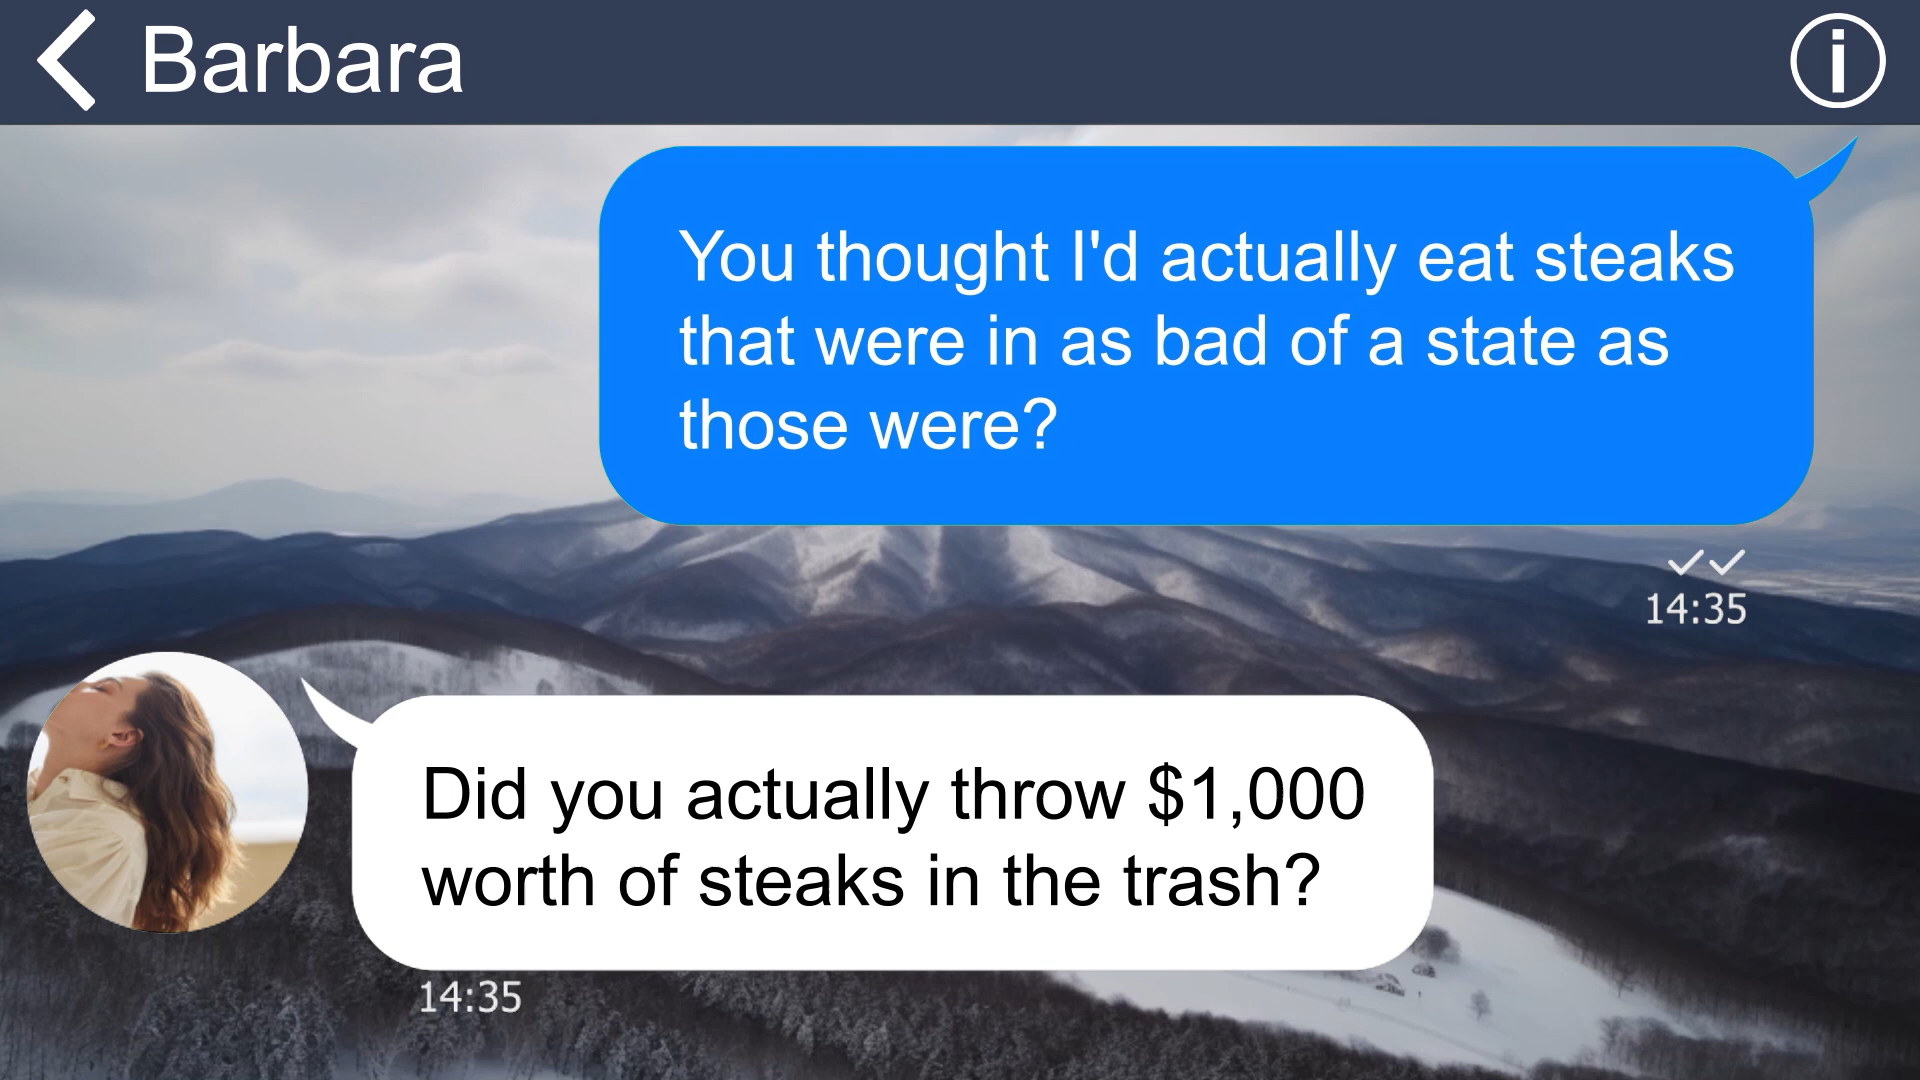 Barbara
You thought I'd actually eat steaks
that were in as bad of a state as
those were?
14:35
Did you actually throw $1,000
worth of steaks in the trash?
14:35